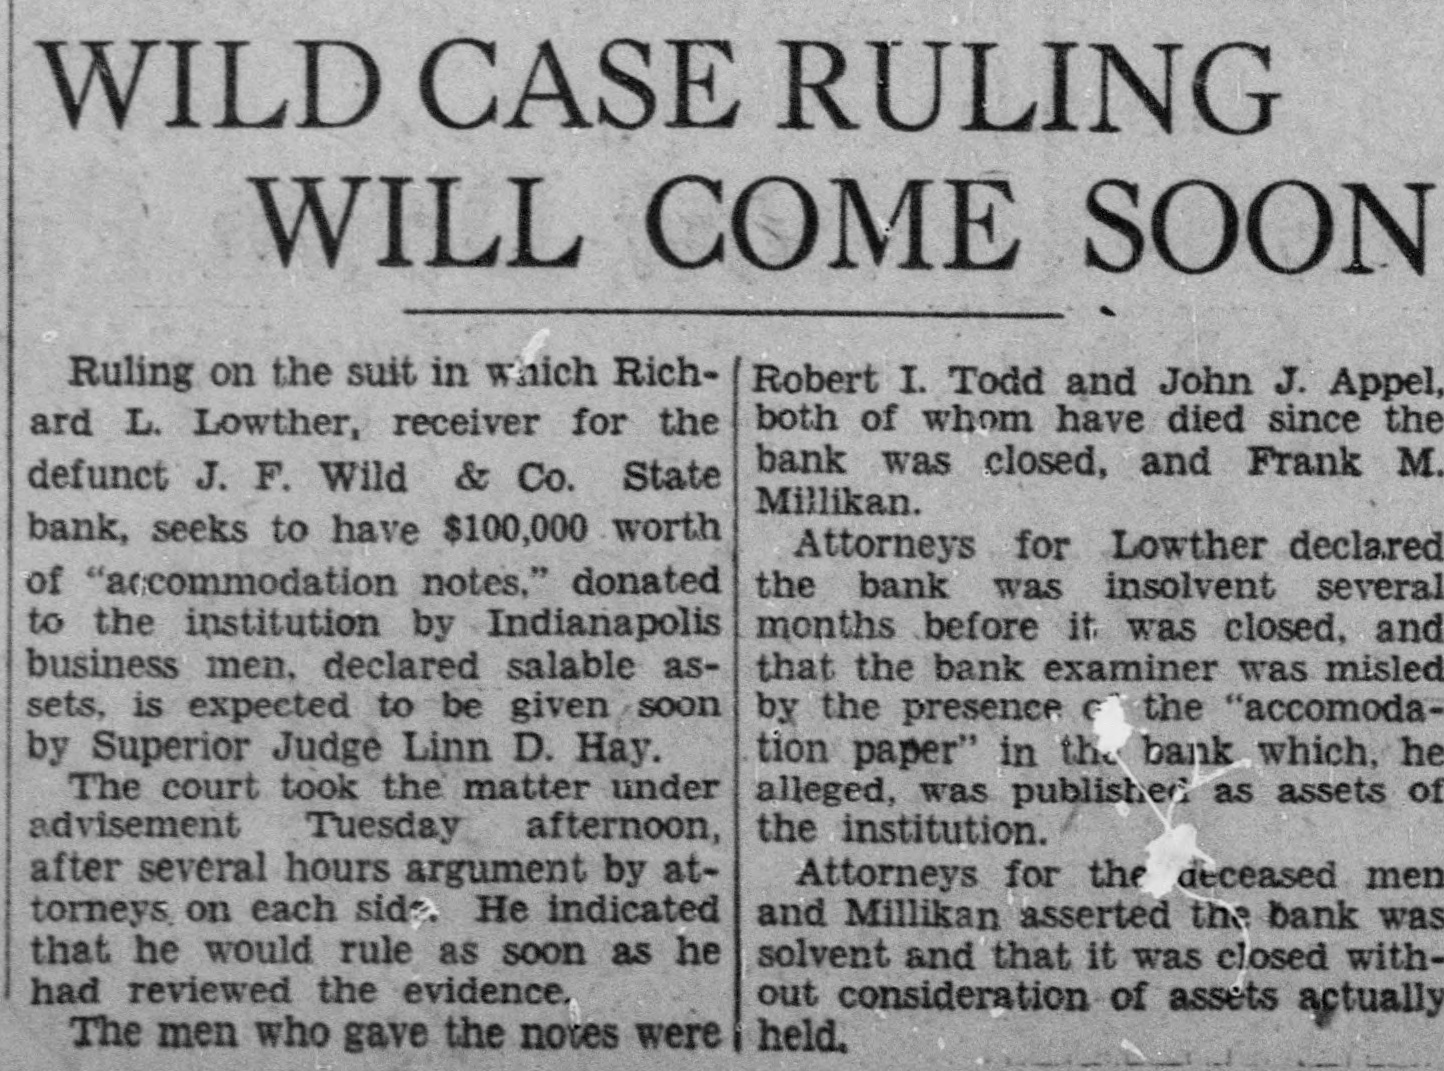 WILD CASE RULING
WILL COME SOON
Ruling on the suit in which Rich-
ard L. Lowther, receiver for the
defunct J. F. Wild & Co. State
bank, seeks to have $100,000 worth
of “accommodation notes,” donated
to the institution by Indianapolis
business men, declared salable as-
sets, is expected to be given soon
by Superior Judge Linn D. Hay.
The court took the matter under
advisement Tuesday afternoon,
after several hours argument by at-
torneys on each side. He indicated
that he would rule as soon as he
had reviewed the evidence.
The men who gave the notes were
Robert I. Todd and John J. Appel,
both of whom have died since the
bank was closed, and Frank M.
Millikan.
Attorneys for Lowther declared
the bank was insolvent several
months before it was closed, and
that the bank examiner was misled
by the presence of the “accomoda-
tion paper” in the bank which, he
alleged, was published as assets of
the institution.
Attorneys for the deceased men
and Millikan asserted the bank was
solvent and that it was closed with-
out consideration of assets actually
held.